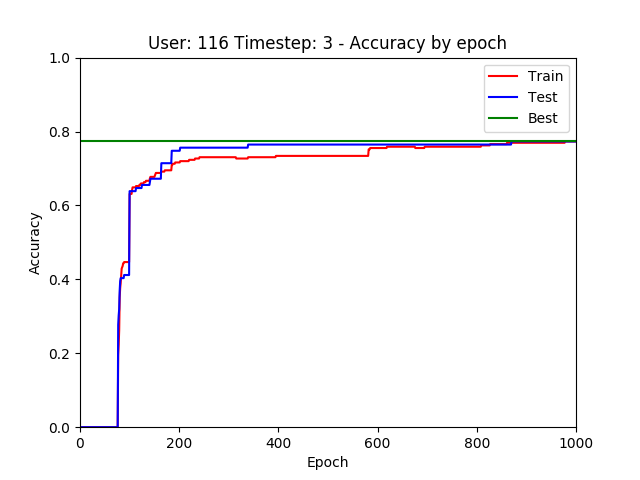 User: 116 Timestep: 3 - Accuracy by epoch
1.0
0.8
0.6
0.4
0.2
0.0
Accuracy
Train
Test
Best
0 200 400 600 800 1000
Epoch